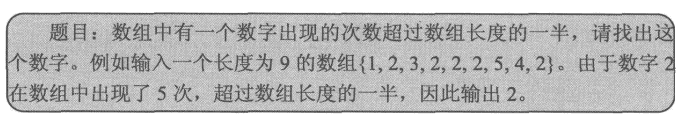 题目：数组中有一个数字出现的次数超过数组长度的一半，请找出这
个数字。例如输入一个长度为 9 的数组{1, 2, 3, 2, 2, 2, 5, 4, 2}。由于数字 2
在数组中出现了 5 次，超过数组长度的一半，因此输出 2。